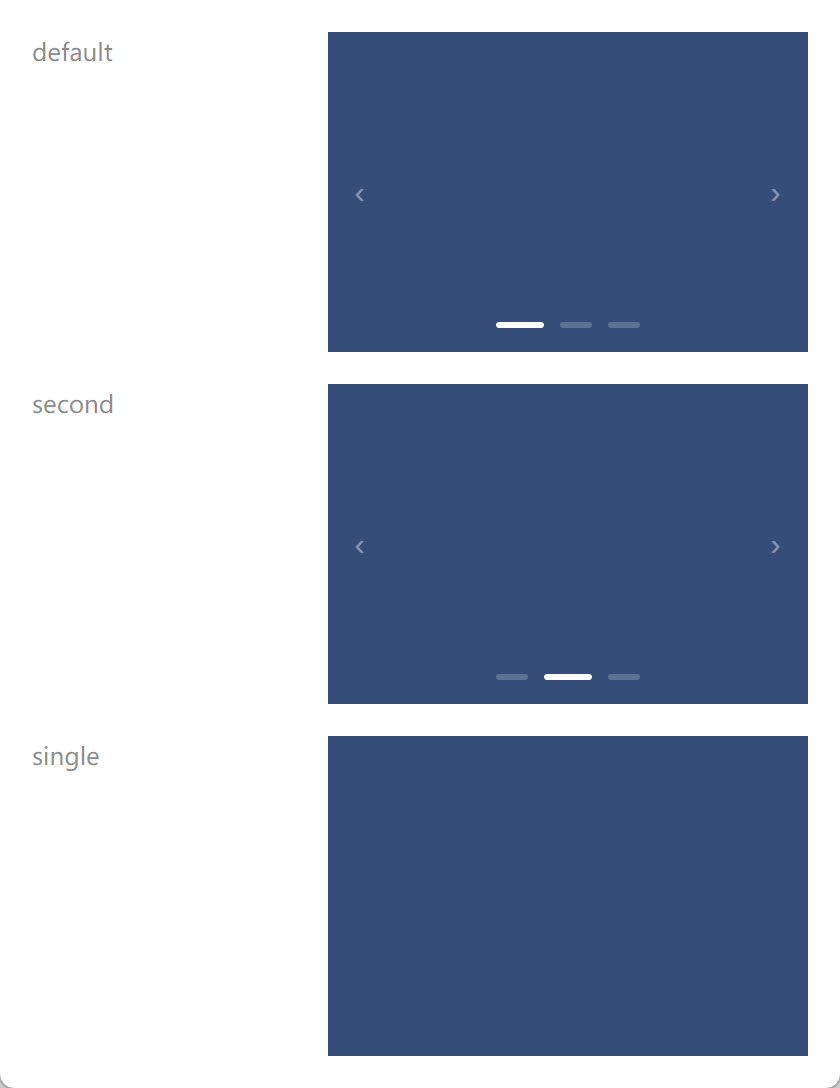 default
‹ ›
second
‹ ›
single